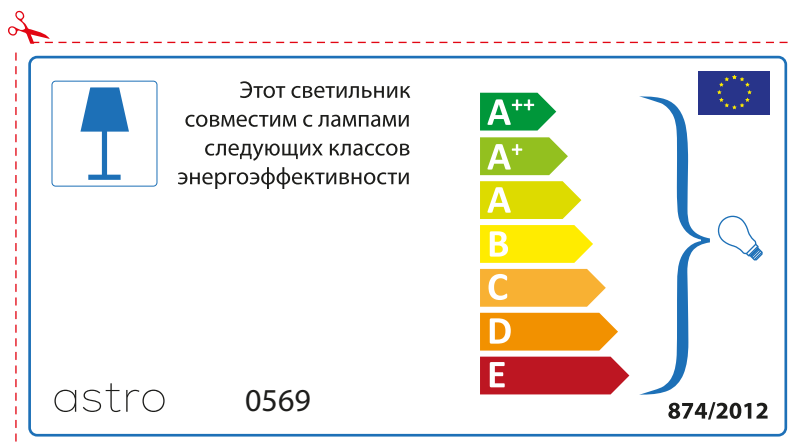 Этот светильник
совместим с лампами
следующих классов
энергоэффективности
A++
A+
A
B
C
D
E
astro
0569
874/2012